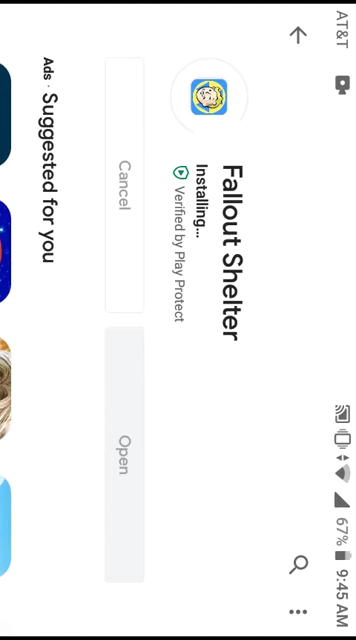 AT&T 67% 9:45 AM
Fallout Shelter
Installing...
Verified by Play Protect
Cancel Open
Ads · Suggested for you